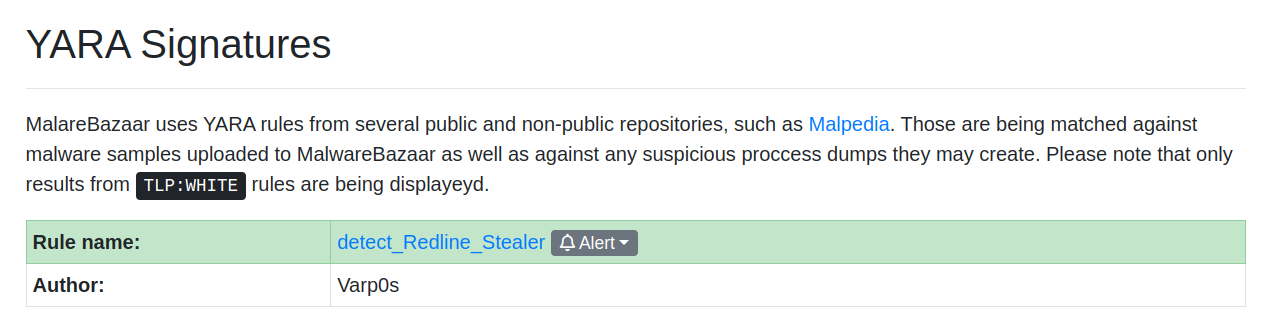 YARA Signatures
MalareBazaar uses YARA rules from several public and non-public repositories, such as Malpedia. Those are being matched against
malware samples uploaded to MalwareBazaar as well as against any suspicious proccess dumps they may create. Please note that only
results from TLP:WHITE rules are being displayeyd.
Rule name: detect_Redline_Stealer Alert
Author: Varp0s